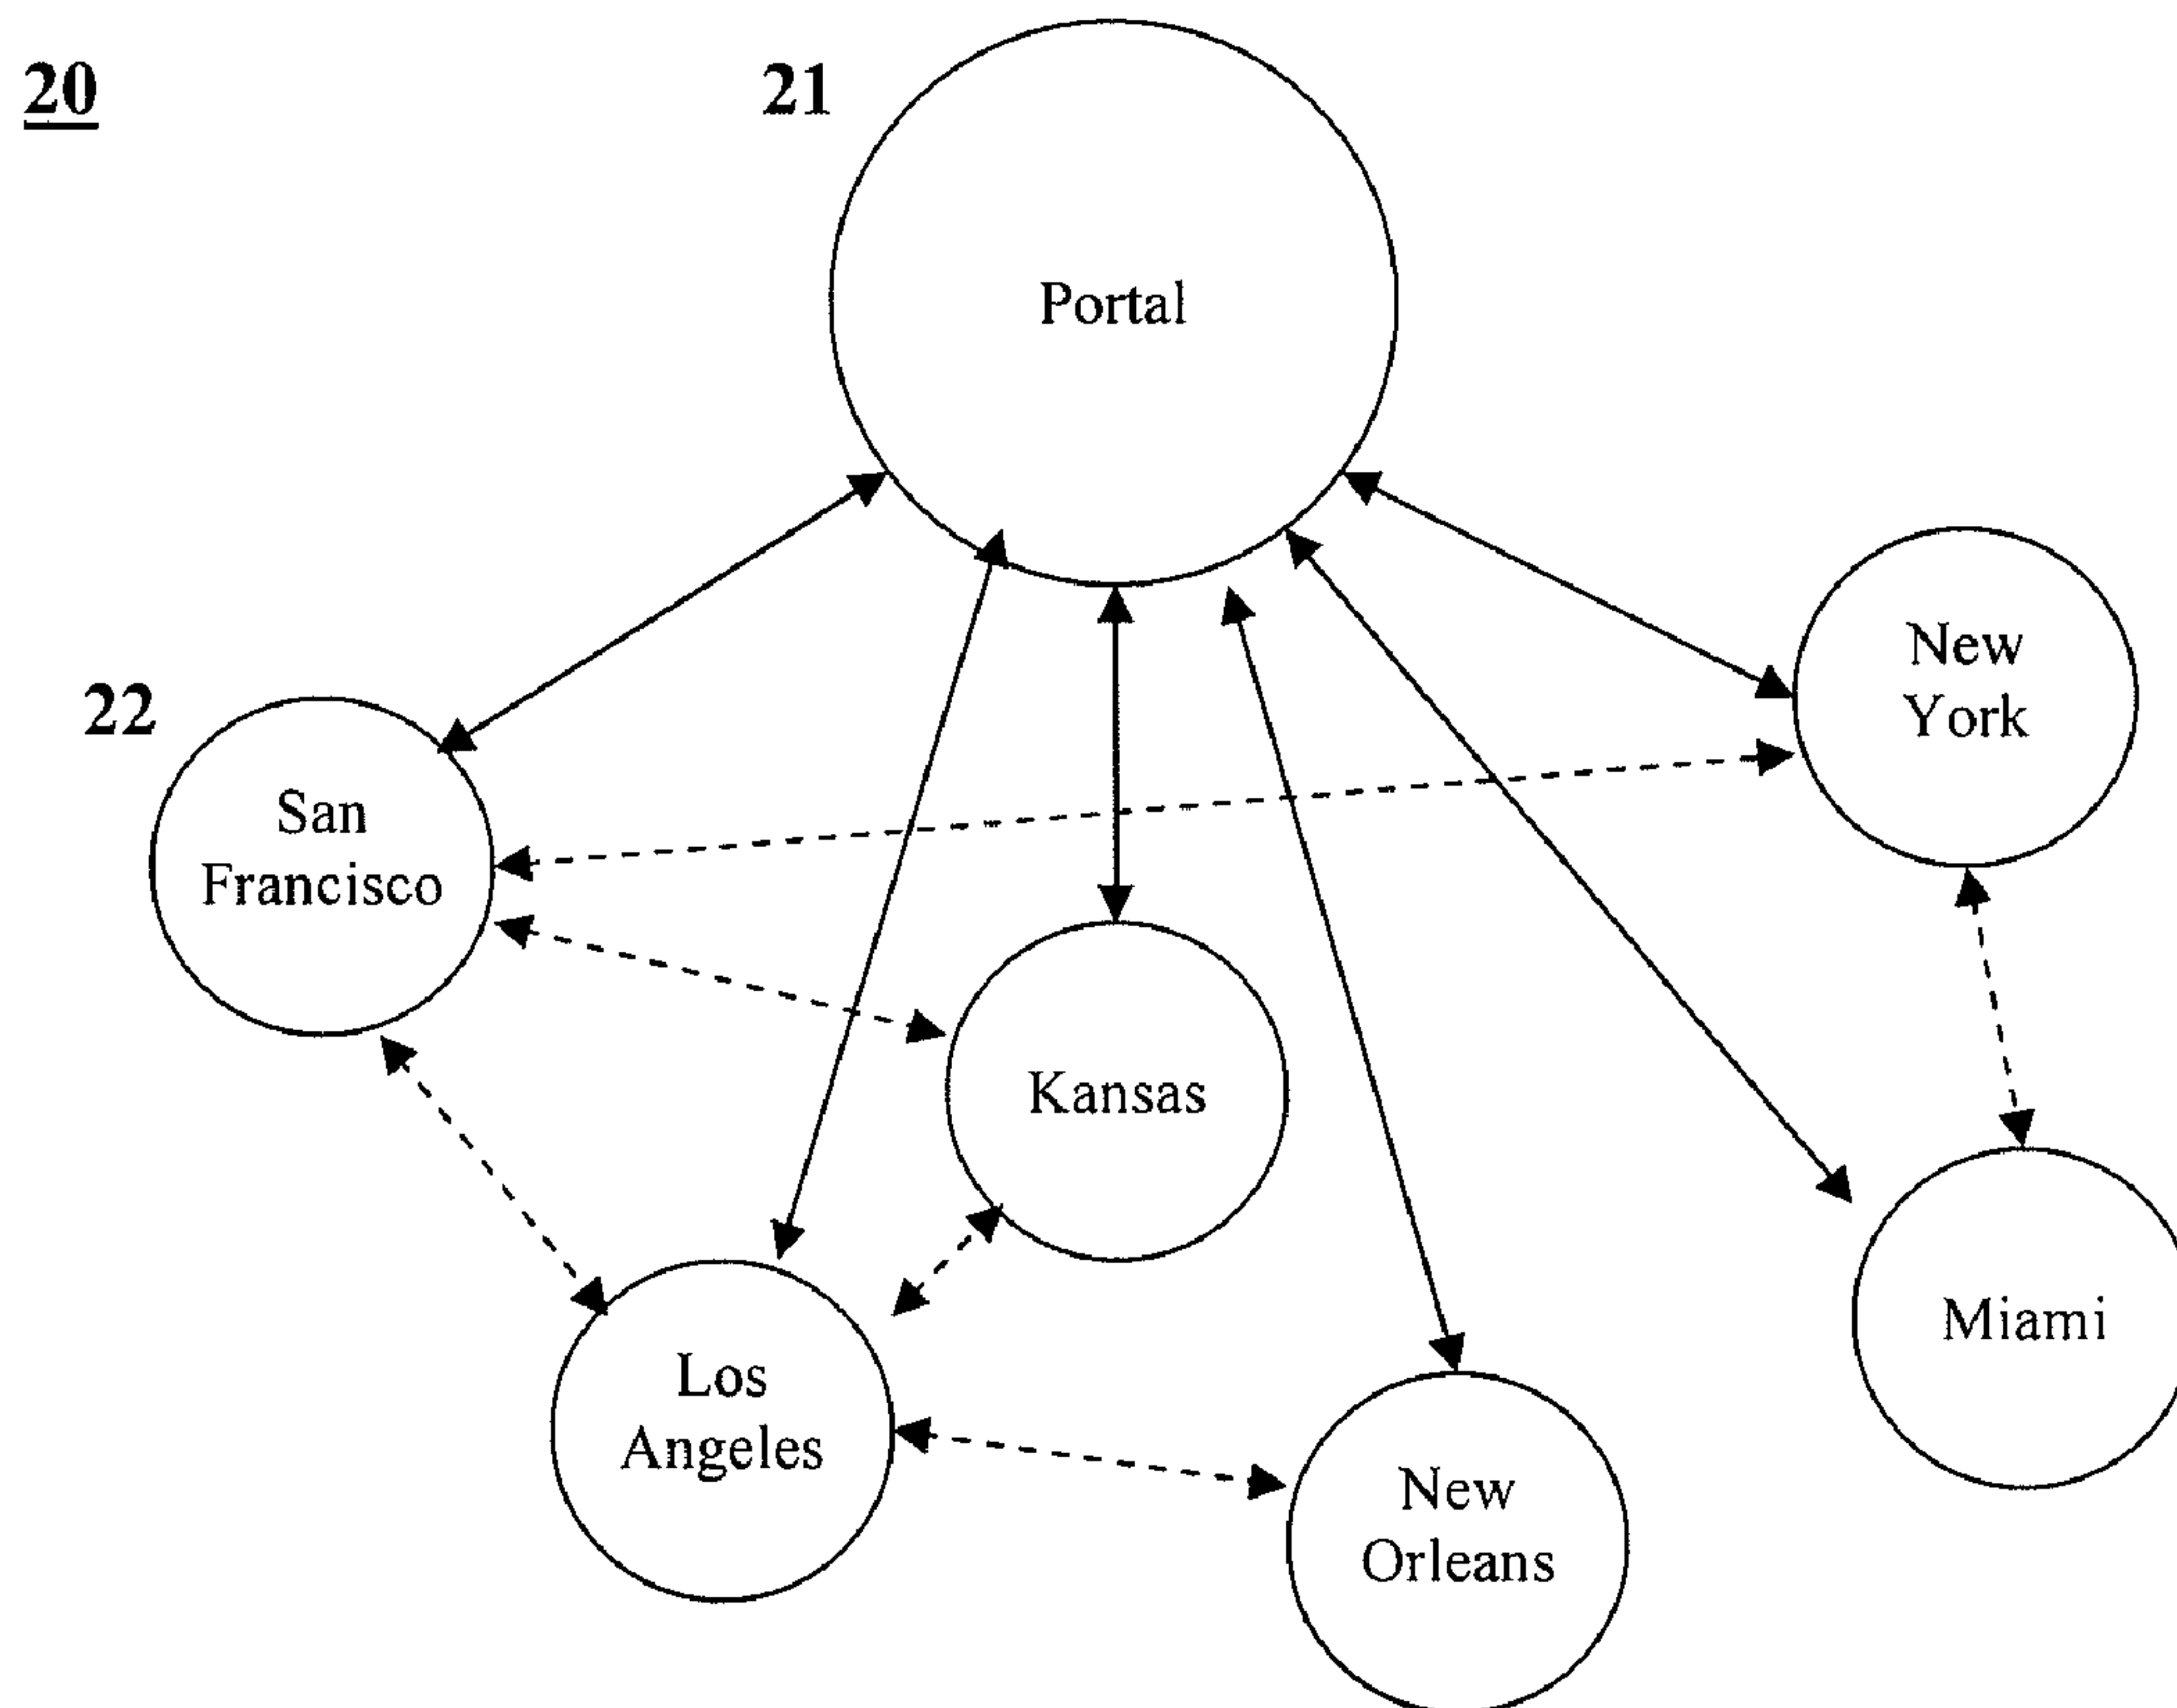 20
21
Portal
New
York
22
San
Francisco
Kansas
Miami
Los
Angeles
New
Orleans